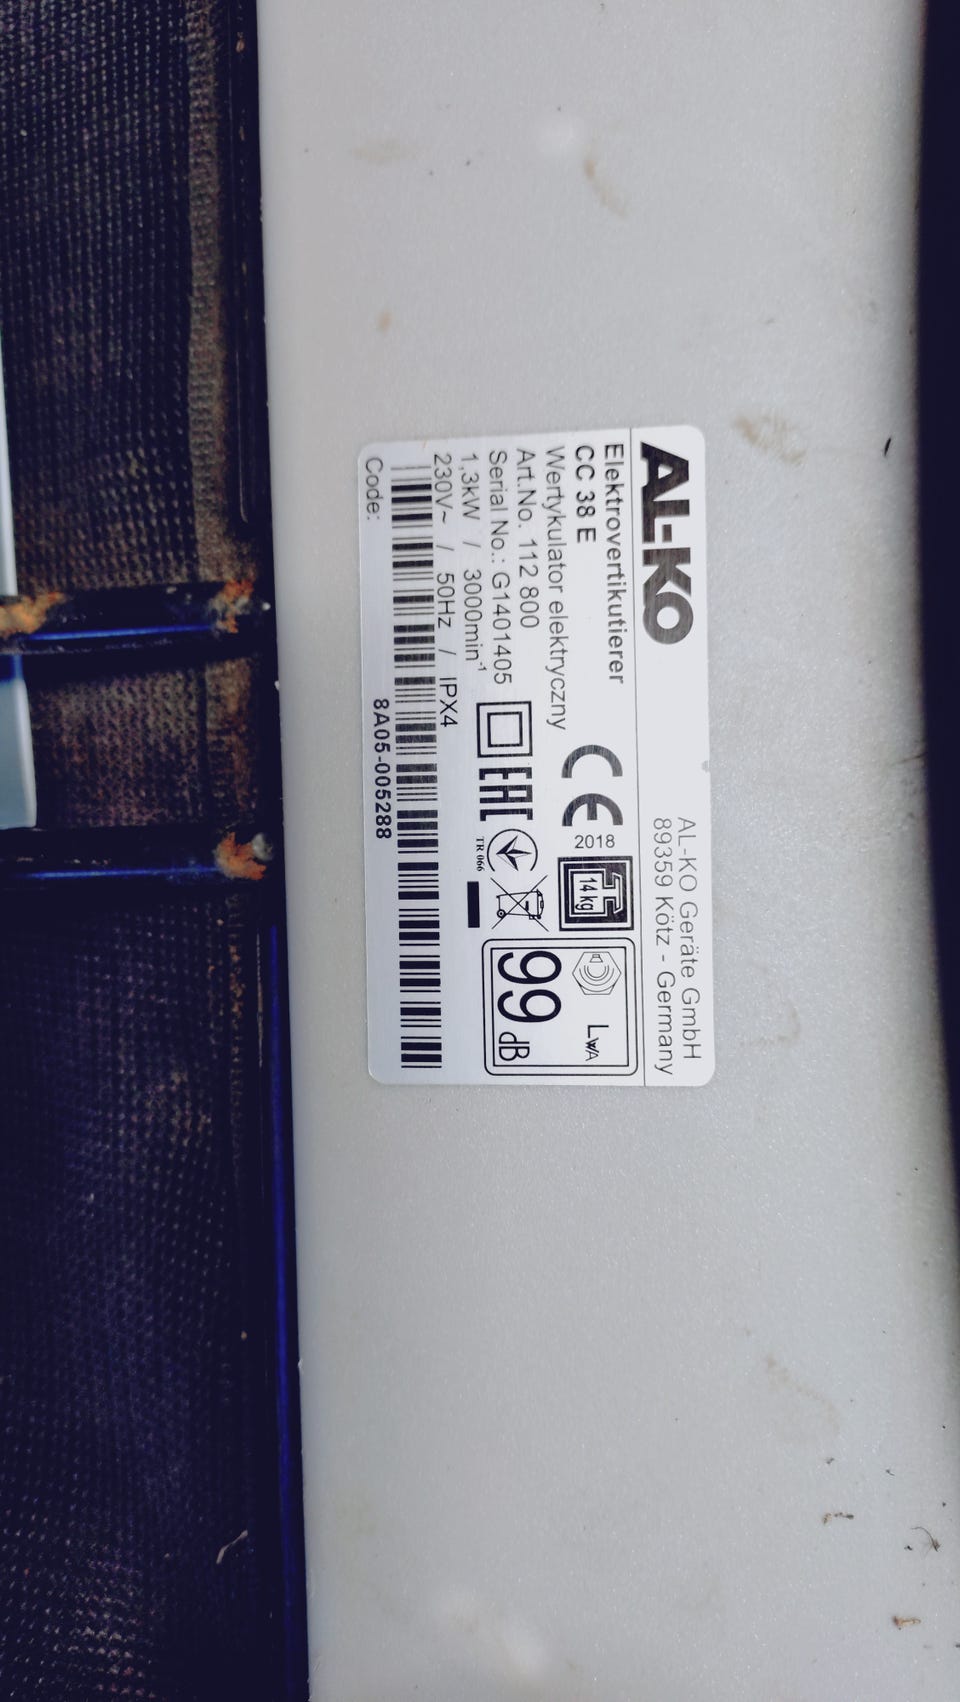 AL-KO
AL-KO Geräte GmbH
89359 Kötz - Germany
Elektrovertikutierer
CC 38 E
Wertykulator elektryczny
Art.No. 112 800
Serial No.: G1401405
1,3kW / 3000min⁻¹
230V~ / 50Hz / IPX4
CE
2018
14 kg
LWA
99 dB
EAC
TR 066
Code: 8A05-005288